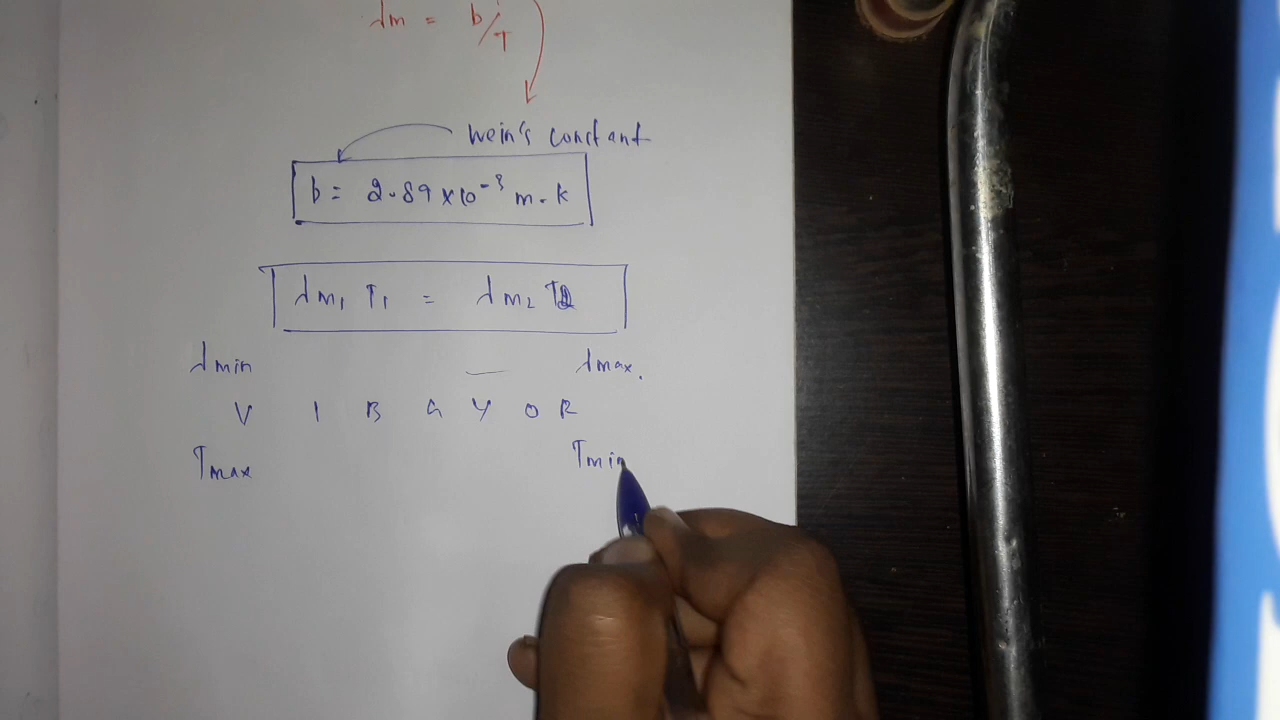 λm = b/T
wein's constant
b = 2.89 x 10⁻³ m.k
λm₁ T₁ = λm₂ T2
λmin λmax.
V I B G Y O R
Tmax Tmin